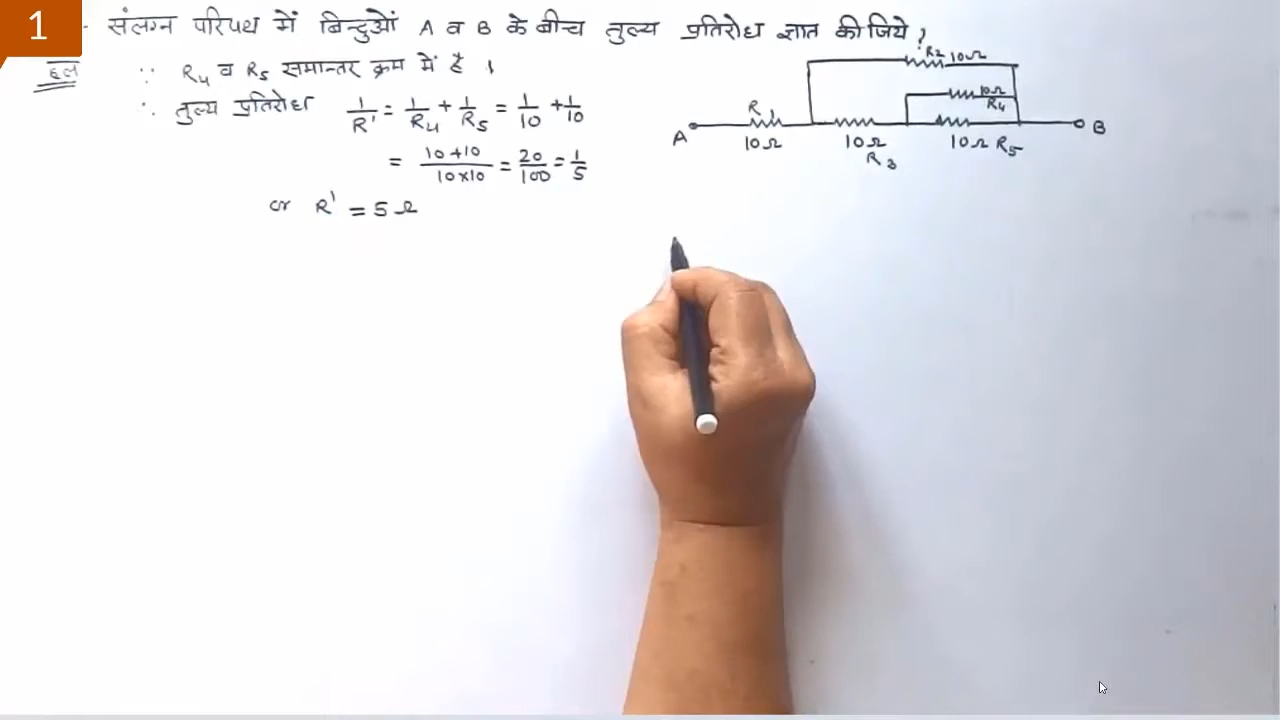 1
संलग्न परिपथ में बिन्दुओं A व B के बीच तुल्य प्रतिरोध ज्ञात कीजिये ?
हल ∵ R4 व R5 समान्तर क्रम में है ।
∴ तुल्य प्रतिरोध 1/R' = 1/R4 + 1/R5 = 1/10 + 1/10
= 10+10/10×10 = 20/100 = 1/5
or R' = 5Ω
R2 10Ω
10Ω
R4
R1
A B
10Ω 10Ω 10Ω R5
R3